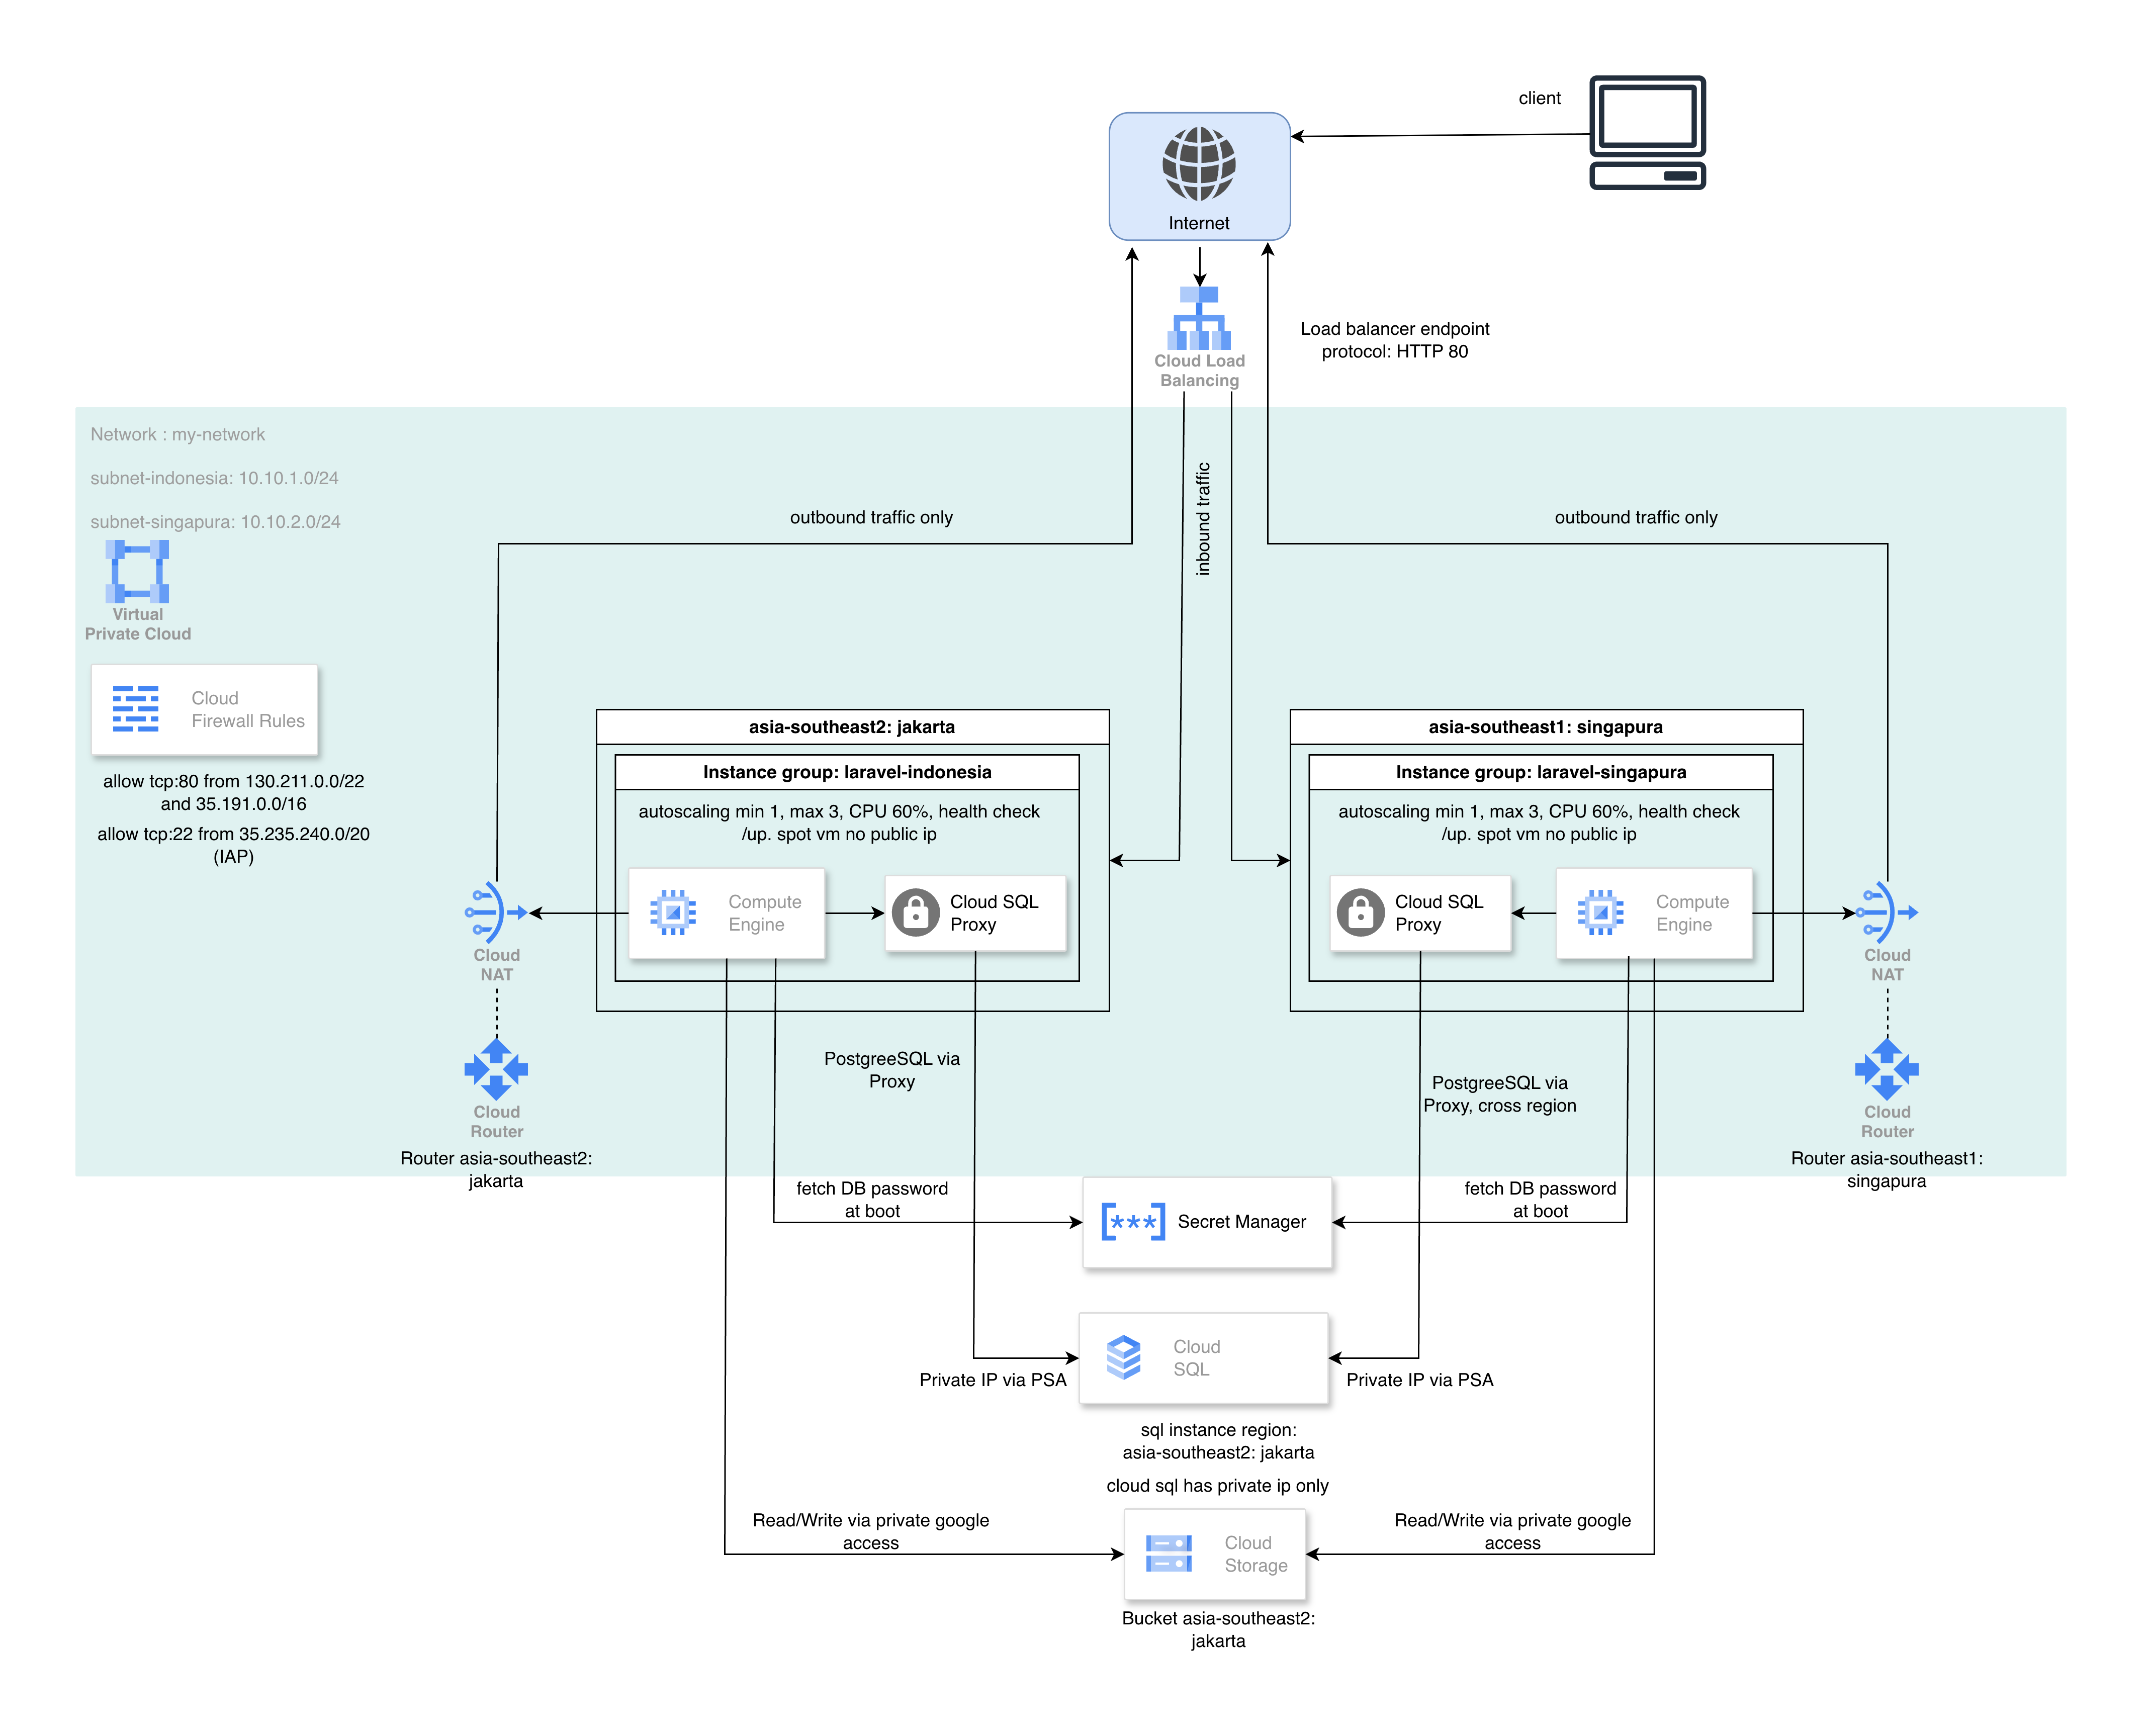 client
Internet
Load balancer endpoint
protocol: HTTP 80
Cloud Load
Balancing
Network : my-network
subnet-indonesia: 10.10.1.0/24
subnet-singapura: 10.10.2.0/24
Virtual
Private Cloud
Cloud
Firewall Rules
allow tcp:80 from 130.211.0.0/22
and 35.191.0.0/16
allow tcp:22 from 35.235.240.0/20
(IAP)
outbound traffic only
inbound traffic
outbound traffic only
asia-southeast2: jakarta
Instance group: laravel-indonesia
autoscaling min 1, max 3, CPU 60%, health check
/up. spot vm no public ip
Compute
Engine
Cloud SQL
Proxy
asia-southeast1: singapura
Instance group: laravel-singapura
autoscaling min 1, max 3, CPU 60%, health check
/up. spot vm no public ip
Cloud SQL
Proxy
Compute
Engine
Cloud
NAT
Cloud
NAT
Cloud
Router
Router asia-southeast2:
jakarta
Cloud
Router
Router asia-southeast1:
singapura
PostgreeSQL via
Proxy
PostgreeSQL via
Proxy, cross region
fetch DB password
at boot
[***] Secret Manager
fetch DB password
at boot
Cloud
SQL
Private IP via PSA
Private IP via PSA
sql instance region:
asia-southeast2: jakarta
cloud sql has private ip only
Read/Write via private google
access
Cloud
Storage
Read/Write via private google
access
Bucket asia-southeast2:
jakarta